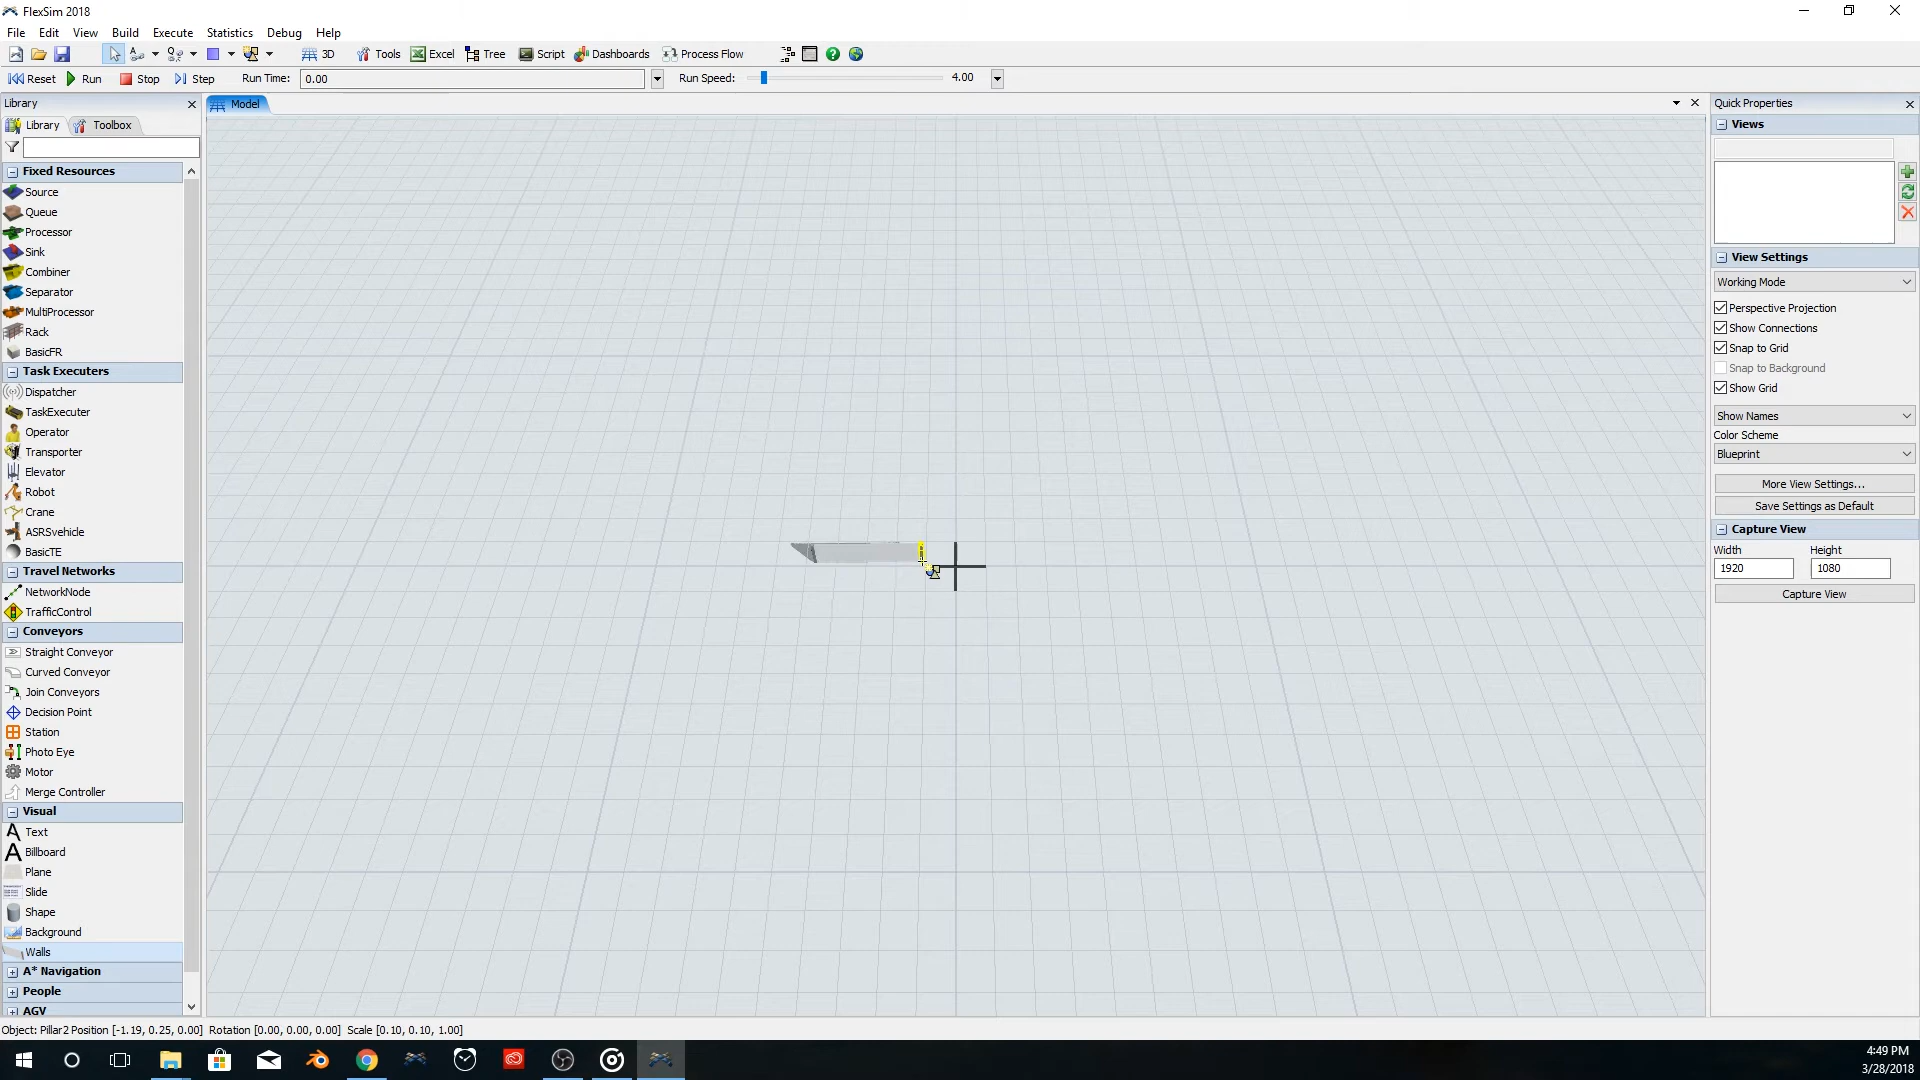 FlexSim 2018
File Edit View Build Execute Statistics Debug Help
3D Tools Excel Tree Script Dashboards Process Flow
Reset Run Stop Step Run Time: 0.00 Run Speed: 4.00
Library
Library Toolbox
Fixed Resources
Source
Queue
Processor
Sink
Combiner
Separator
MultiProcessor
Rack
BasicFR
Task Executers
Dispatcher
TaskExecuter
Operator
Transporter
Elevator
Robot
Crane
ASRSvehicle
BasicTE
Travel Networks
NetworkNode
TrafficControl
Conveyors
Straight Conveyor
Curved Conveyor
Join Conveyors
Decision Point
Station
Photo Eye
Motor
Merge Controller
Visual
Text
Billboard
Plane
Slide
Shape
Background
Walls
A* Navigation
People
AGV
Model
Quick Properties
Views
View Settings
Working Mode
Perspective Projection
Show Connections
Snap to Grid
Snap to Background
Show Grid
Show Names
Color Scheme
Blueprint
More View Settings...
Save Settings as Default
Capture View
Width Height
1920 1080
Capture View
Object: Pillar2 Position [-1.19, 0.25, 0.00] Rotation [0.00, 0.00, 0.00] Scale [0.10, 0.10, 1.00]
4:49 PM
3/28/2018